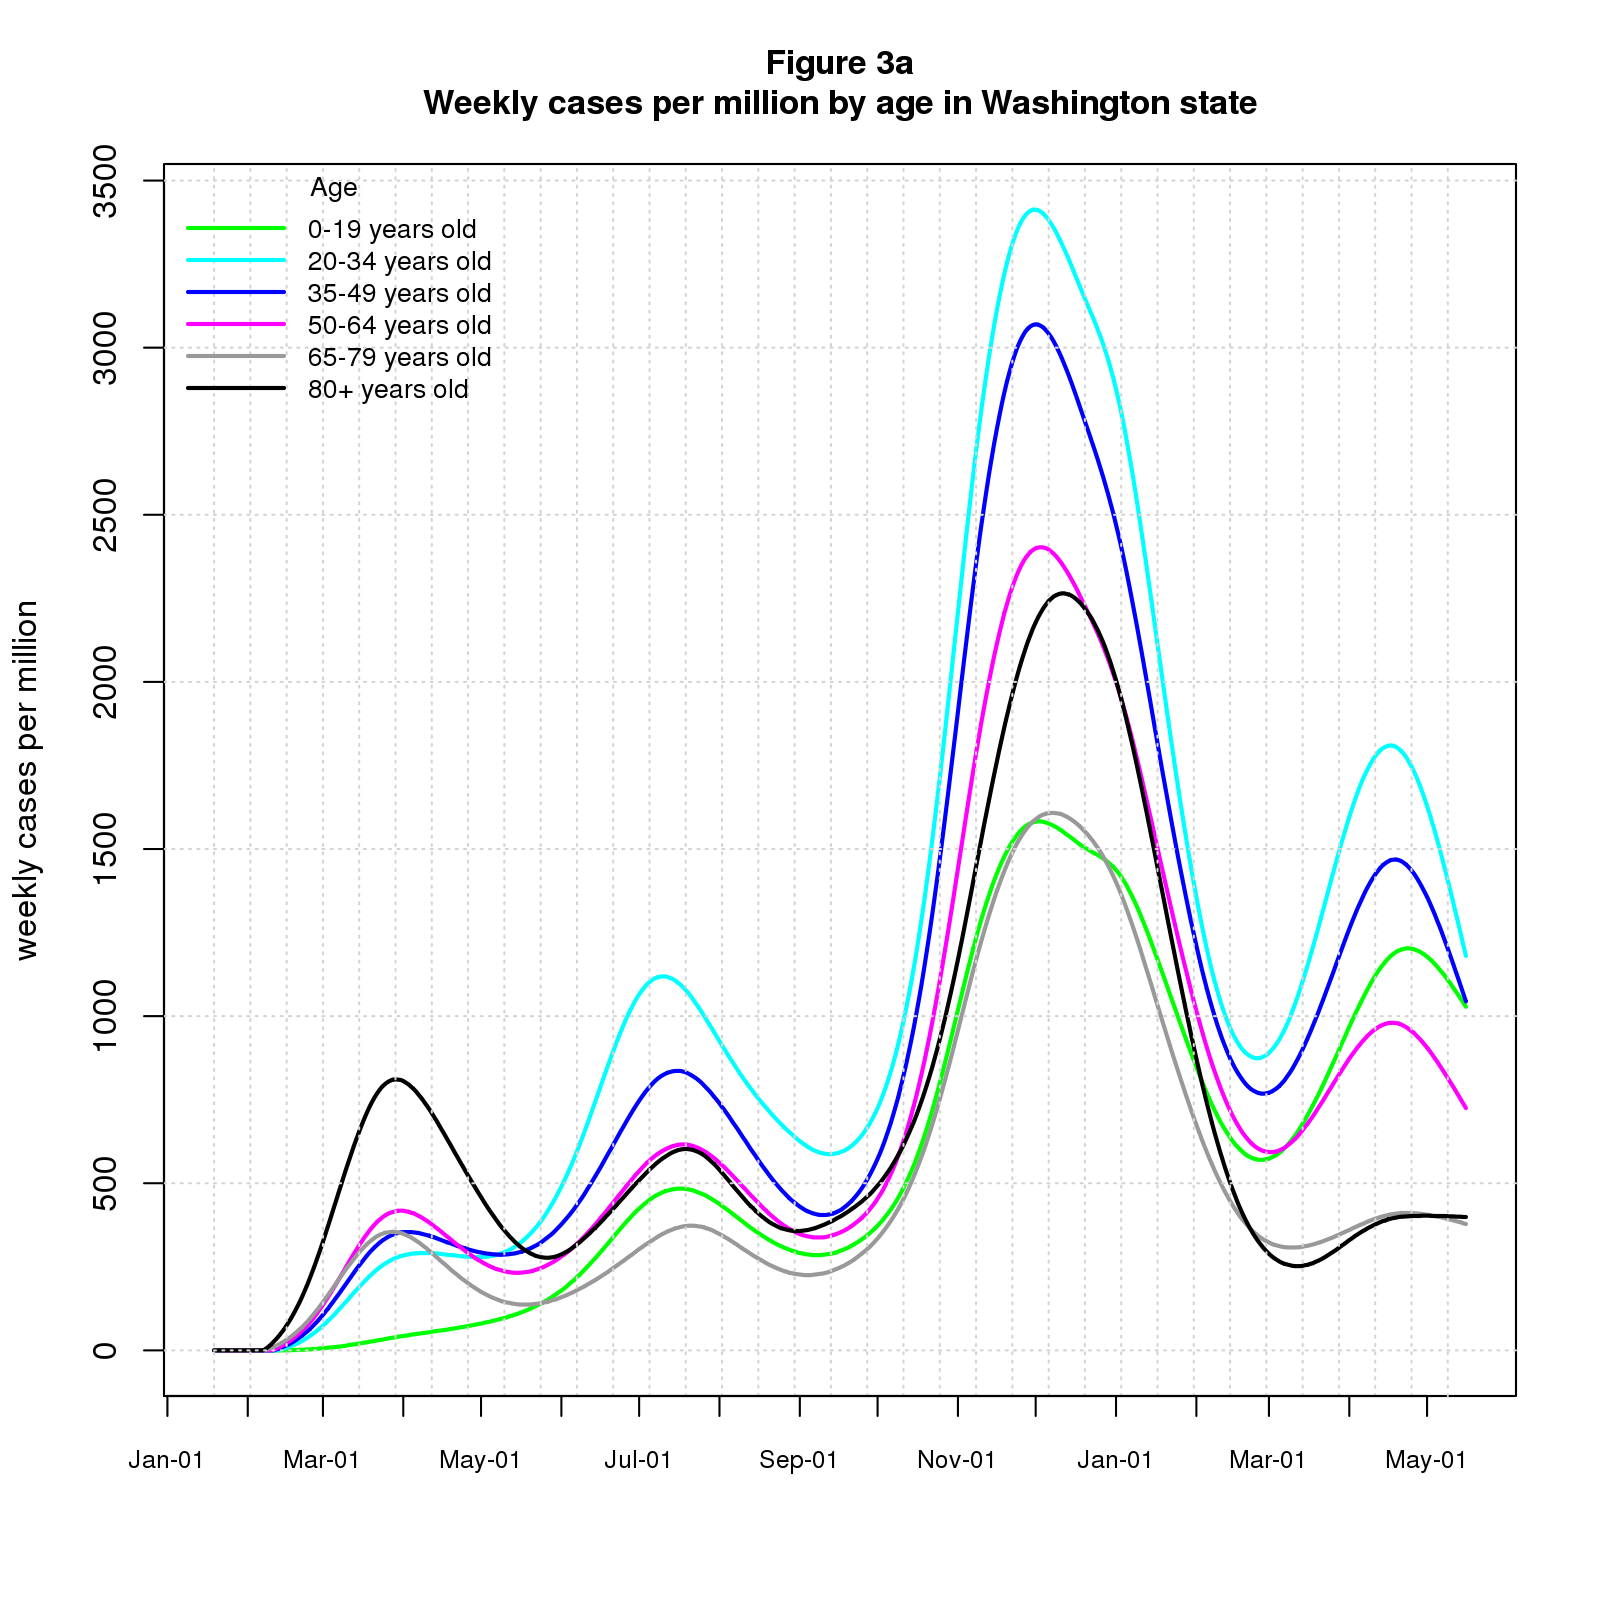 Figure 3a
Weekly cases per million by age in Washington state
Age
0-19 years old
20-34 years old
35-49 years old
50-64 years old
65-79 years old
80+ years old
weekly cases per million
3500
3000
2500
2000
1500
1000
500
0
Jan-01 Mar-01 May-01 Jul-01 Sep-01 Nov-01 Jan-01 Mar-01 May-01